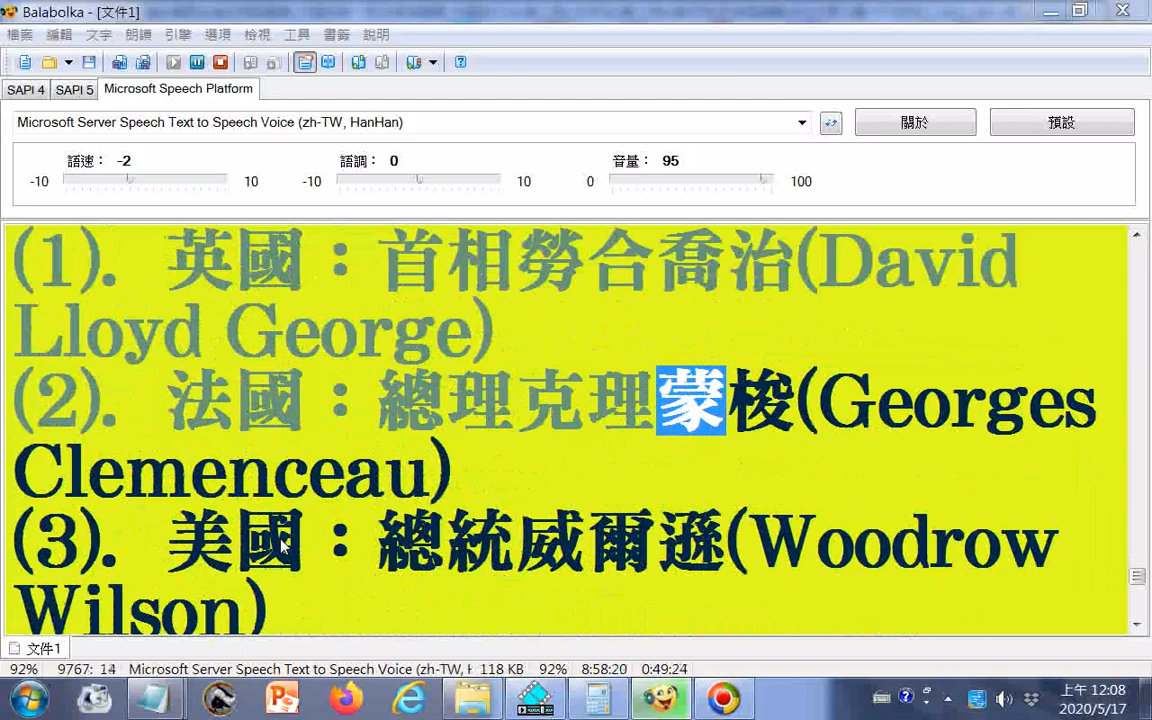 Balabolka - [文件1]
檔案 編輯 文字 朗讀 引擎 選項 檢視 工具 書籤 說明
SAPI 4 SAPI 5 Microsoft Speech Platform
Microsoft Server Speech Text to Speech Voice (zh-TW, HanHan) 關於 預設
語速： -2 語調： 0 音量： 95
-10 10 -10 10 0 100
(1). 英國：首相勞合喬治(David
Lloyd George)
(2). 法國：總理克理蒙梭(Georges
Clemenceau)
(3). 美國：總統威爾遜(Woodrow
Wilson)
文件1
92% 9767: 14 Microsoft Server Speech Text to Speech Voice (zh-TW, 118 KB 92% 8:58:20 0:49:24
上午 12:08
2020/5/17